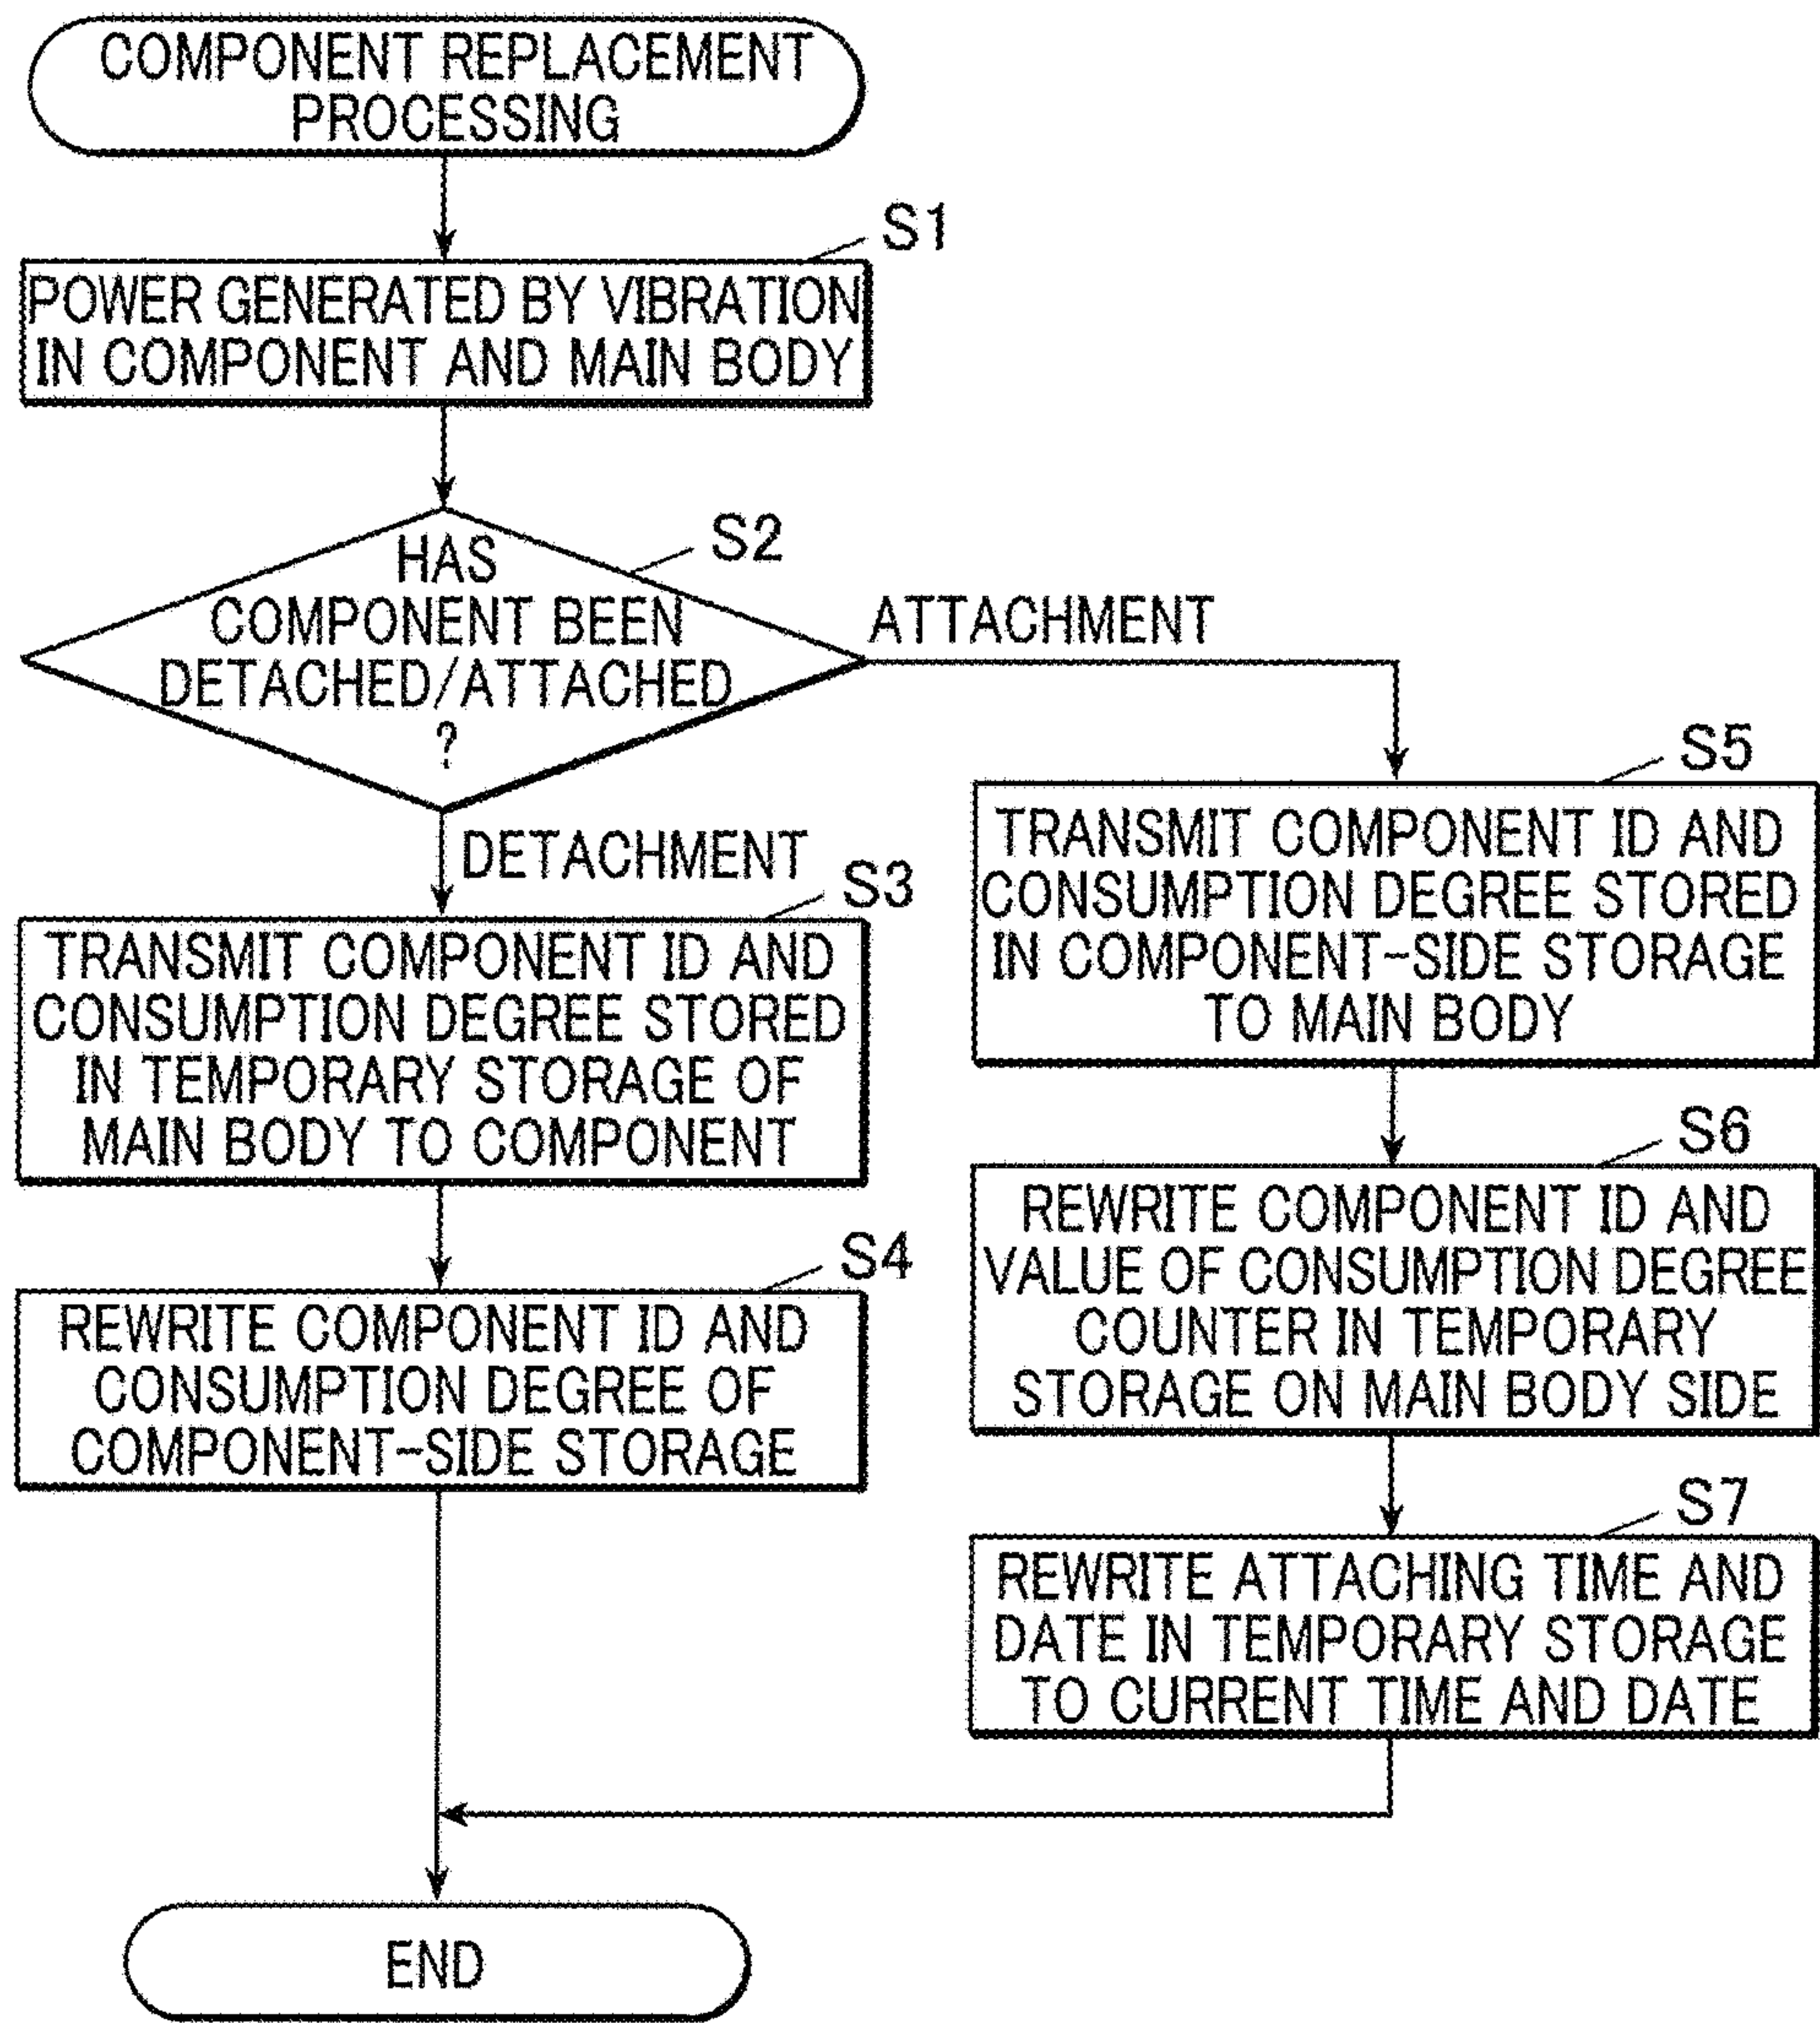 COMPONENT REPLACEMENT
PROCESSING
S1
POWER GENERATED BY VIBRATION
IN COMPONENT AND MAIN BODY
S2
HAS
COMPONENT BEEN
DETACHED/ATTACHED
?
ATTACHMENT
DETACHMENT
S3
TRANSMIT COMPONENT ID AND
CONSUMPTION DEGREE STORED
IN TEMPORARY STORAGE OF
MAIN BODY TO COMPONENT
S4
REWRITE COMPONENT ID AND
CONSUMPTION DEGREE OF
COMPONENT-SIDE STORAGE
S5
TRANSMIT COMPONENT ID AND
CONSUMPTION DEGREE STORED
IN COMPONENT-SIDE STORAGE
TO MAIN BODY
S6
REWRITE COMPONENT ID AND
VALUE OF CONSUMPTION DEGREE
COUNTER IN TEMPORARY
STORAGE ON MAIN BODY SIDE
S7
REWRITE ATTACHING TIME AND
DATE IN TEMPORARY STORAGE
TO CURRENT TIME AND DATE
END